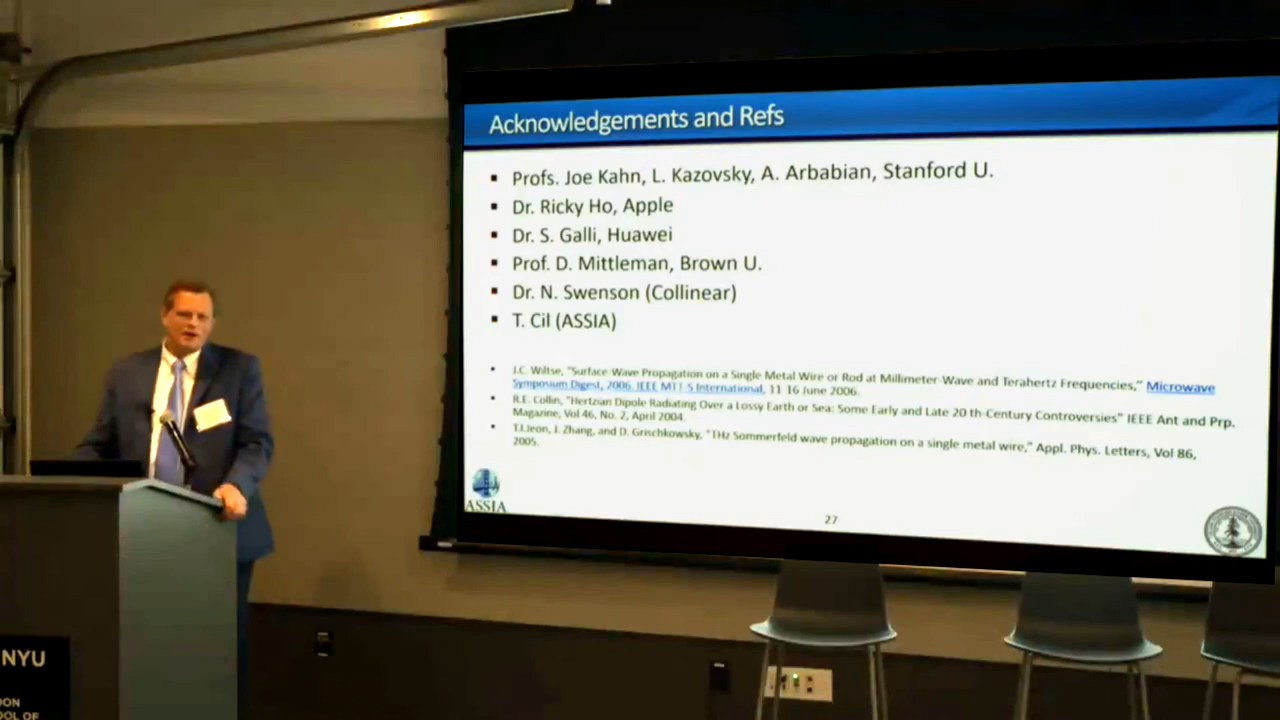 Acknowledgements and Refs
Profs. Joe Kahn, L. Kazovsky, A. Arbabian, Stanford U.
Dr. Ricky Ho, Apple
Dr. S. Galli, Huawei
Prof. D. Mittleman, Brown U.
Dr. N. Swenson (Collinear)
T. Cil (ASSIA)
J.C. Wiltse, "Surface-Wave Propagation on a Single Metal Wire or Rod at Millimeter-Wave and Terahertz Frequencies," Microwave
Symposium Digest, 2006. IEEE MTT-S International, 11-16 June 2006.
R.E. Collin, "Hertzian Dipole Radiating Over a Lossy Earth or Sea: Some Early and Late 20 th-Century Controversies" IEEE Ant and Prp.
Magazine, Vol 46, No. 2, April 2004.
T.I.Jeon, J. Zhang, and D. Grischkowsky, "THz Sommerfeld wave propagation on a single metal wire," Appl. Phys. Letters, Vol 86,
2005.
ASSIA
27
NYU
DON
OOL OF